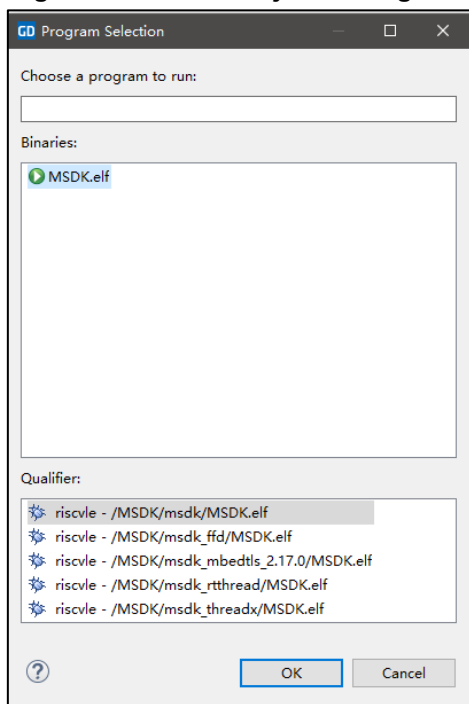 GD Program Selection
Choose a program to run:
Binaries:
MSDK.elf
Qualifier:
riscvle - /MSDK/msdk/MSDK.elf
riscvle - /MSDK/msdk_ffd/MSDK.elf
riscvle - /MSDK/msdk_mbedtls_2.17.0/MSDK.elf
riscvle - /MSDK/msdk_rtthread/MSDK.elf
riscvle - /MSDK/msdk_threadx/MSDK.elf
? OK Cancel